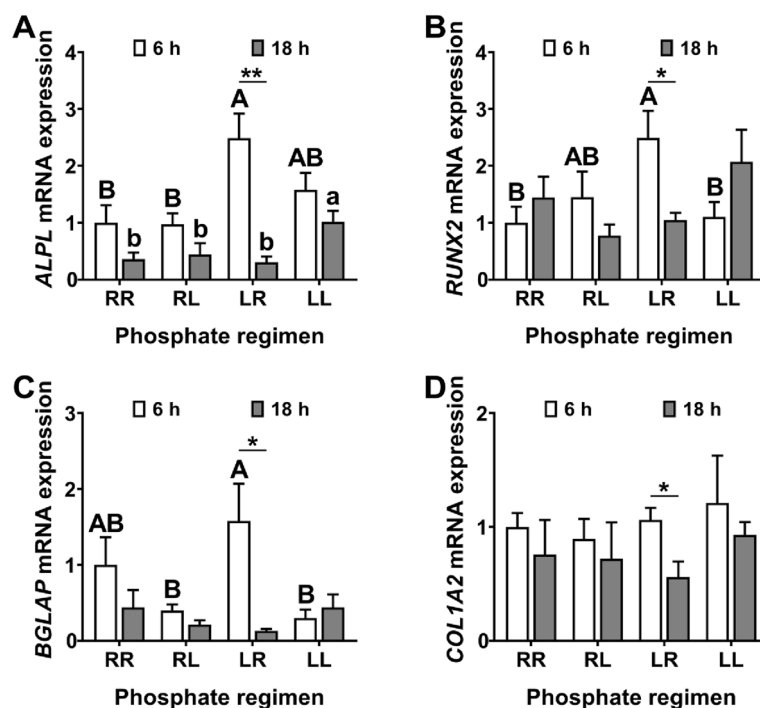 A
6 h 18 h
ALPL mRNA expression
4
3
2
1
0
**
A
AB
B
B
a
b
b
b
RR RL LR LL
Phosphate regimen
B
6 h 18 h
RUNX2 mRNA expression
4
3
2
1
0
*
A
AB
B
B
RR RL LR LL
Phosphate regimen
C
6 h 18 h
BGLAP mRNA expression
3
2
1
0
*
A
AB
B
B
RR RL LR LL
Phosphate regimen
D
6 h 18 h
COL1A2 mRNA expression
2
1
0
*
RR RL LR LL
Phosphate regimen